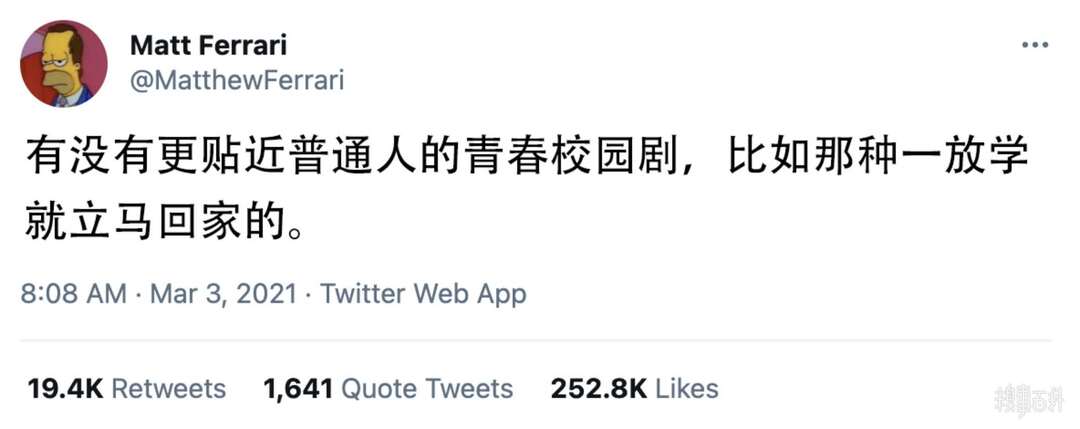 Matt Ferrari
@MatthewFerrari
有没有更贴近普通人的青春校园剧，比如那种一放学
就立马回家的。
8:08 AM · Mar 3, 2021 · Twitter Web App
19.4K Retweets 1,641 Quote Tweets 252.8K Likes